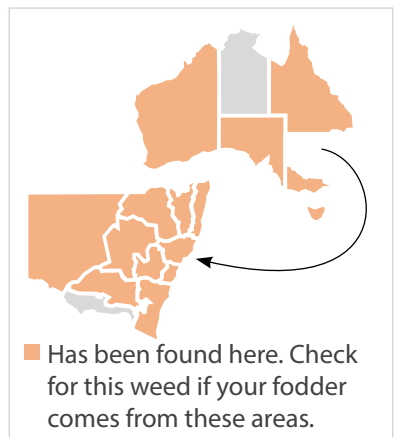 Has been found here. Check
for this weed if your fodder
comes from these areas.